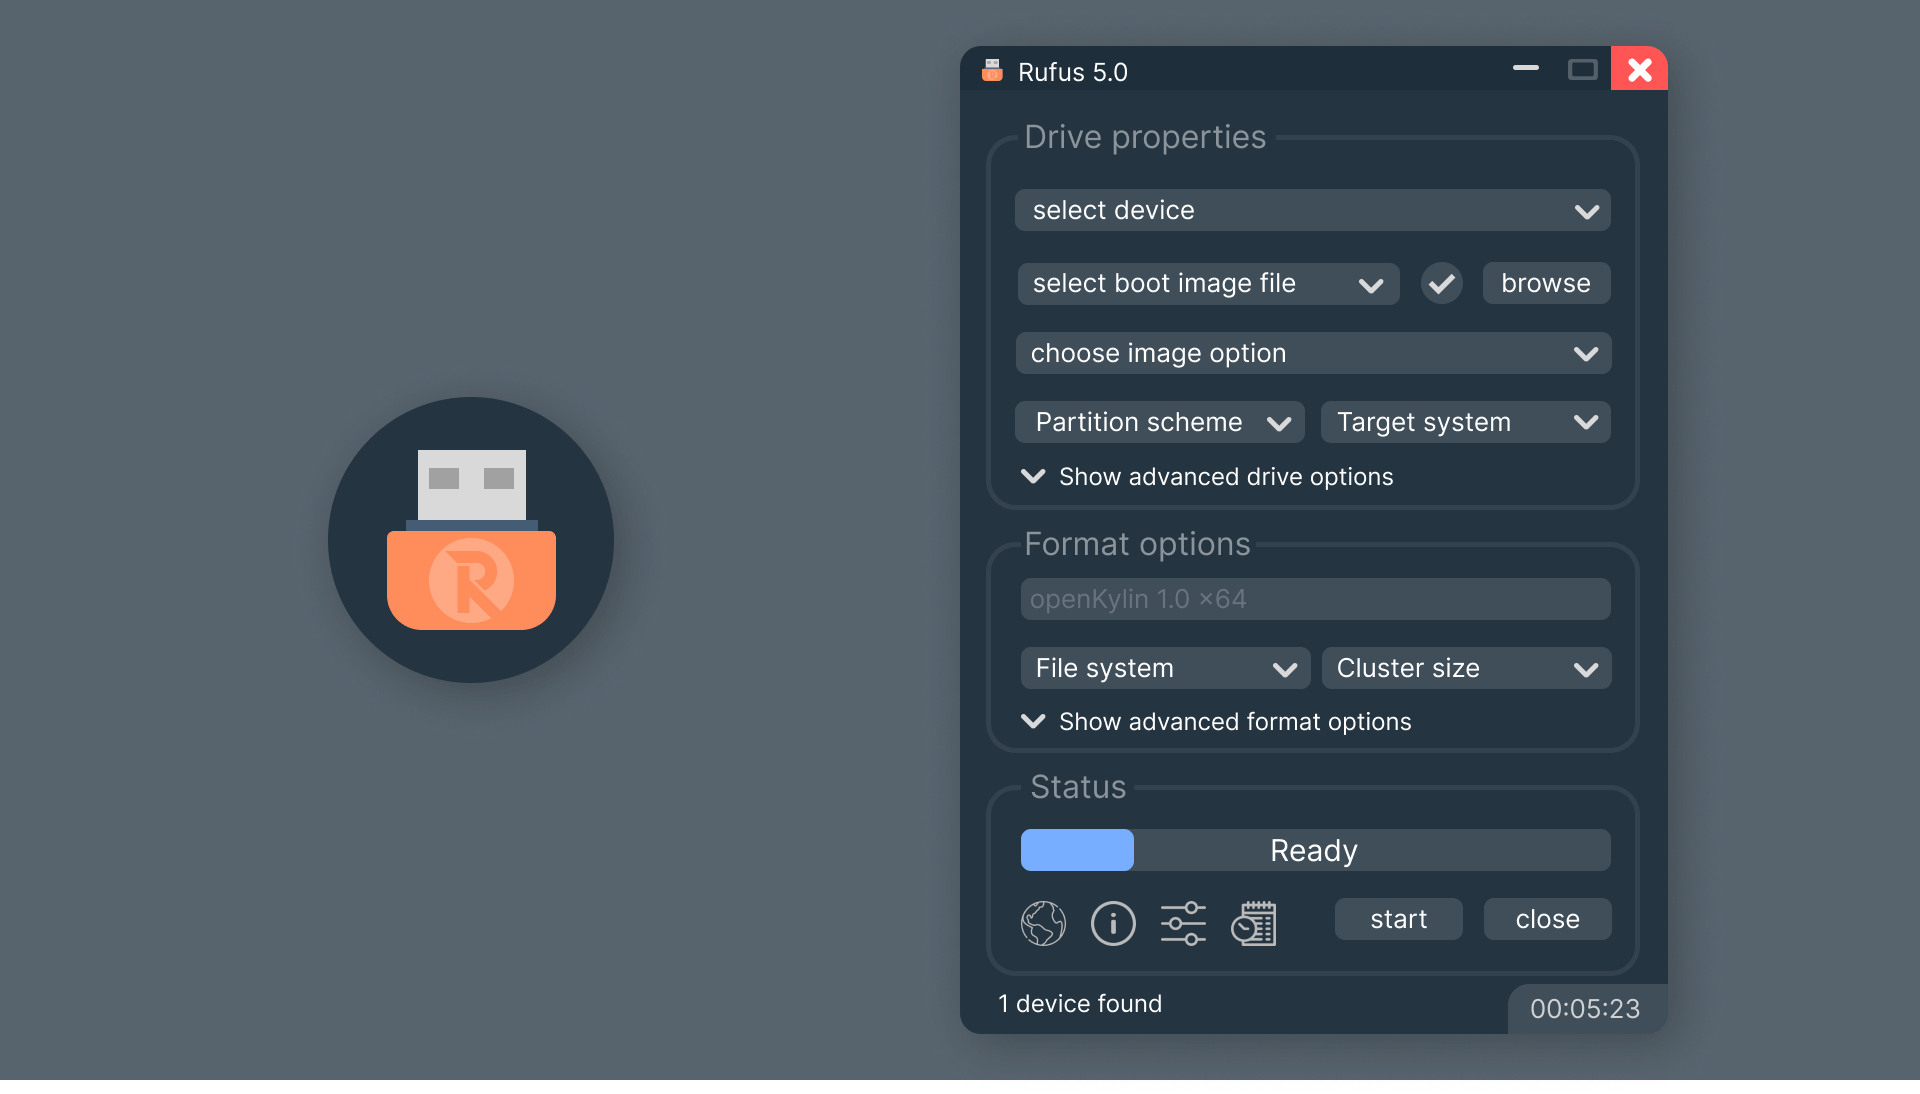 Rufus 5.0
Drive properties
select device
select boot image file
browse
choose image option
Partition scheme
Target system
Show advanced drive options
Format options
openKylin 1.0 ×64
File system
Cluster size
Show advanced format options
Status
Ready
start
close
1 device found
00:05:23
R